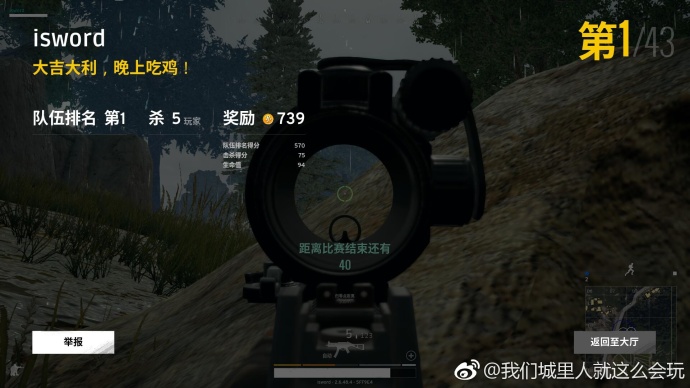 isword
第1/43
大吉大利，晚上吃鸡！
队伍排名 第1 杀 5 玩家 奖励 739
队伍排名得分 570
击杀得分 75
生命值 94
距离比赛结束还有
40
举报
返回至大厅
@我们城里人就这么会玩